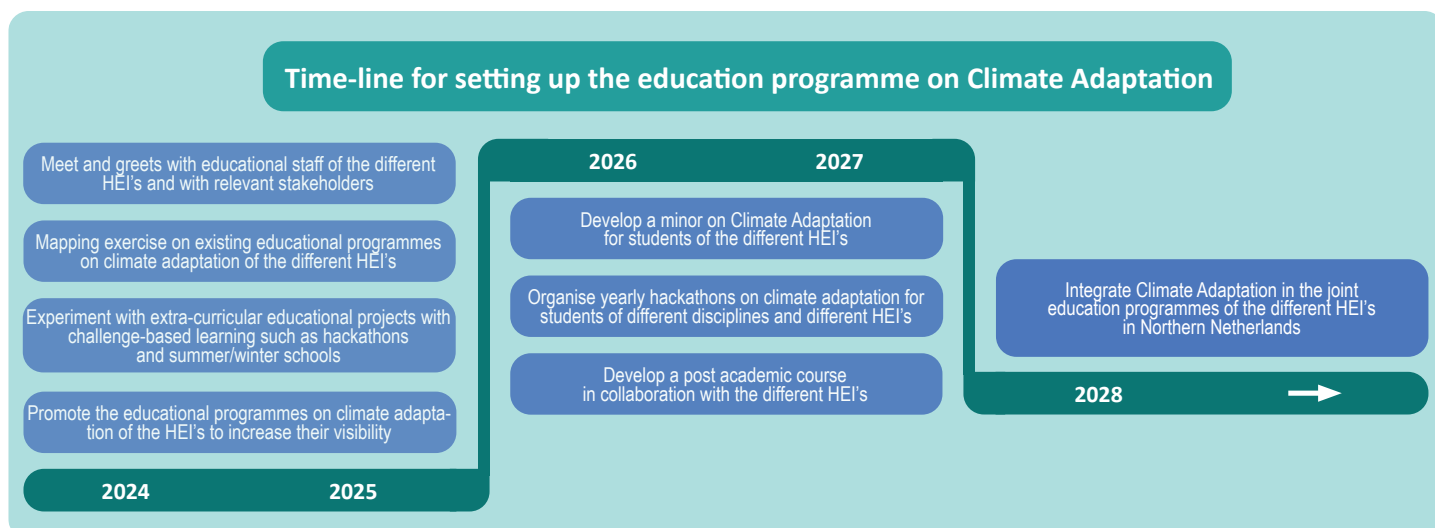 Time-line for setting up the education programme on Climate Adaptation
Meet and greets with educational staff of the different
HEI's and with relevant stakeholders
Mapping exercise on existing educational programmes
on climate adaptation of the different HEI's
Experiment with extra-curricular educational projects with
challenge-based learning such as hackathons
and summer/winter schools
Promote the educational programmes on climate adapta-
tion of the HEI's to increase their visibility
2024 2025
2026 2027
Develop a minor on Climate Adaptation
for students of the different HEI's
Organise yearly hackathons on climate adaptation for
students of different disciplines and different HEI's
Develop a post academic course
in collaboration with the different HEI's
Integrate Climate Adaptation in the joint
education programmes of the different HEI's
in Northern Netherlands
2028